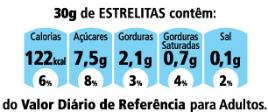 30g de ESTRELITAS contêm:
Calorias Açúcares Gorduras Gorduras Saturadas Sal
122kcal 7,5g 2,1g 0,7g 0,1g
6% 8% 3% 4% 2%
do Valor Diário de Referência para Adultos.